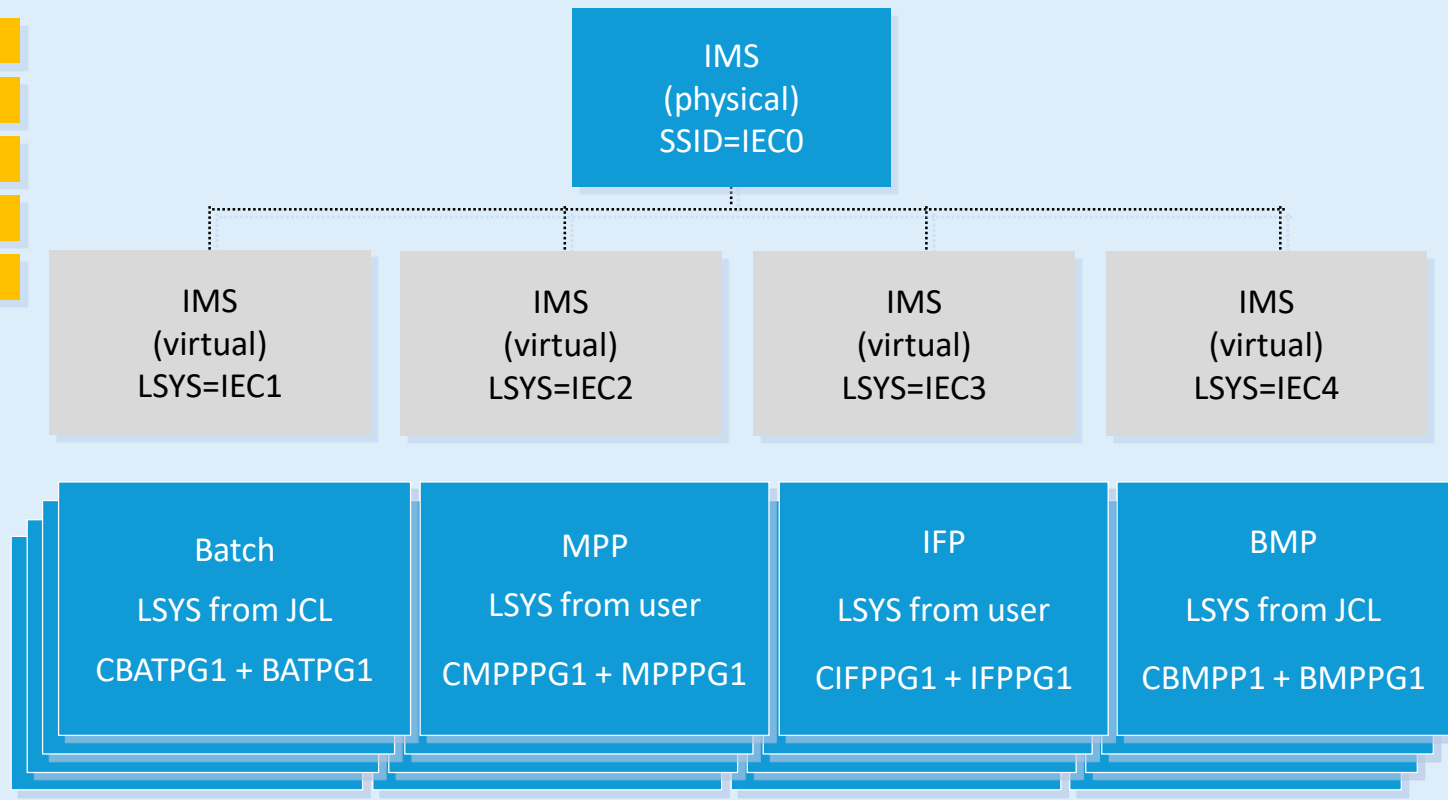 IMS
(physical)
SSID=IEC0
IMS
(virtual)
LSYS=IEC1
IMS
(virtual)
LSYS=IEC2
IMS
(virtual)
LSYS=IEC3
IMS
(virtual)
LSYS=IEC4
Batch
LSYS from JCL
CBATPG1 + BATPG1
MPP
LSYS from user
CMPPPG1 + MPPPG1
IFP
LSYS from user
CIFPPG1 + IFPPG1
BMP
LSYS from JCL
CBMPP1 + BMPPG1